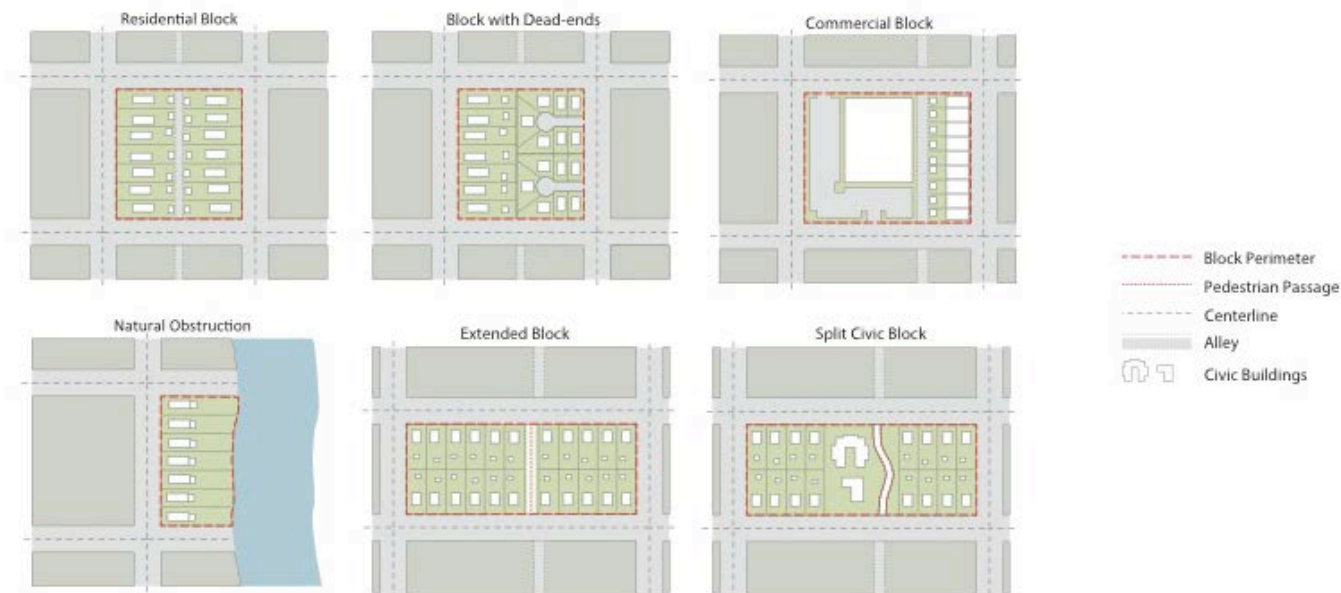 Residential Block
Block with Dead-ends
Commercial Block
Block Perimeter
Pedestrian Passage
Centerline
Alley
Civic Buildings
Natural Obstruction
Extended Block
Split Civic Block